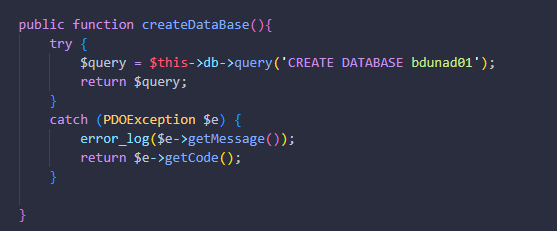 public function createDataBase(){
    try {
        $query = $this->db->query('CREATE DATABASE bdunad01');
        return $query;
    }
    catch (PDOException $e) {
        error_log($e->getMessage());
        return $e->getCode();
    }
}